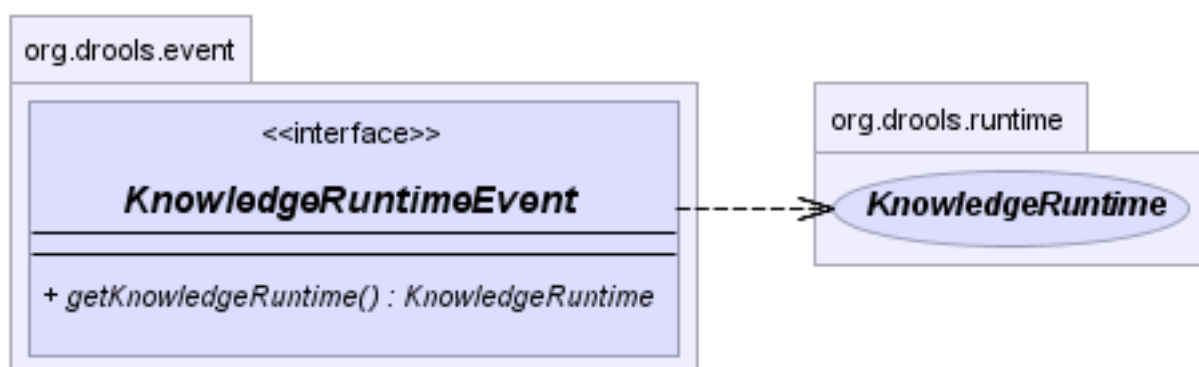 org.drools.event
<<interface>>
KnowledgeRuntimeEvent
+ getKnowledgeRuntime() : KnowledgeRuntime
org.drools.runtime
KnowledgeRuntime